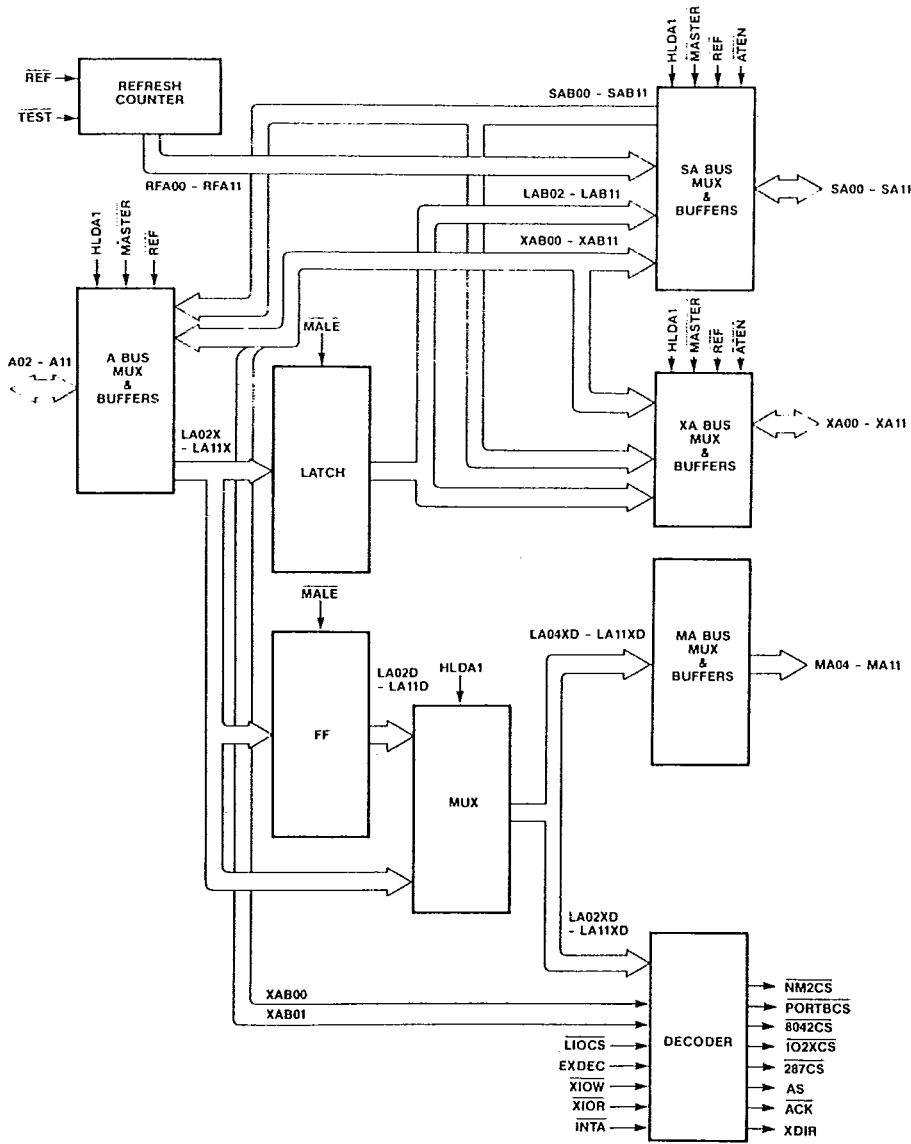 HLDA1
MASTER
REF
ATEN
REF
TEST
REFRESH
COUNTER
SAB00 - SAB11
RFA00 - RFA11
SA BUS
MUX
&
BUFFERS
SA00 - SA11
LAB02 - LAB11
XAB00 - XAB11
HLDA1
MASTER
REF
A02 - A11
A BUS
MUX
&
BUFFERS
MALE
LA02X
- LA11X
LATCH
HLDA1
MASTER
REF
ATEN
XA BUS
MUX
&
BUFFERS
XA00 - XA11
MALE
FF
LA02D
- LA11D
HLDA1
MUX
LA04XD - LA11XD
MA BUS
MUX
&
BUFFERS
MA04 - MA11
LA02XD
- LA11XD
XAB00
XAB01
LIOCS
EXDEC
XIOW
XIOR
INTA
DECODER
NM2CS
PORTBCS
8042CS
IO2XCS
287CS
AS
ACK
XDIR